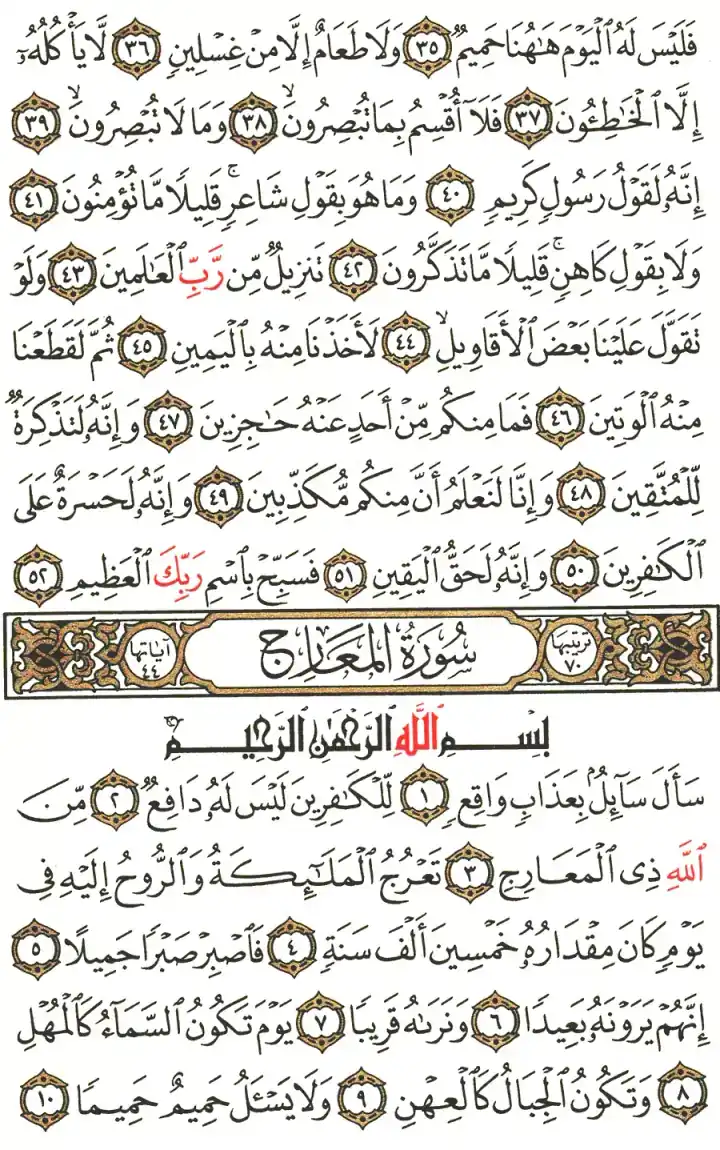 فَلَيْسَ لَهُ ٱلْيَوْمَ هَٰهُنَا حَمِيمٌ ٣٥ وَلَا طَعَامٌ إِلَّا مِنْ غِسْلِينٍ ٣٦ لَّا يَأْكُلُهُۥٓ
إِلَّا ٱلْخَٰطِـُٔونَ ٣٧ فَلَآ أُقْسِمُ بِمَا تُبْصِرُونَ ۙ ٣٨ وَمَا لَا تُبْصِرُونَ ۙ ٣٩
إِنَّهُۥ لَقَوْلُ رَسُولٍ كَرِيمٍ ٤٠ وَمَا هُوَ بِقَوْلِ شَاعِرٍ ۚ قَلِيلًا مَّا تُؤْمِنُونَ ٤١
وَلَا بِقَوْلِ كَاهِنٍ ۚ قَلِيلًا مَّا تَذَكَّرُونَ ٤٢ تَنزِيلٌ مِّن رَّبِّ ٱلْعَٰلَمِينَ ٤٣ وَلَوْ
تَقَوَّلَ عَلَيْنَا بَعْضَ ٱلْأَقَاوِيلِ ۙ ٤٤ لَأَخَذْنَا مِنْهُ بِٱلْيَمِينِ ٤٥ ثُمَّ لَقَطَعْنَا
مِنْهُ ٱلْوَتِينَ ٤٦ فَمَا مِنكُم مِّنْ أَحَدٍ عَنْهُ حَٰجِزِينَ ٤٧ وَإِنَّهُۥ لَتَذْكِرَةٌ
لِّلْمُتَّقِينَ ٤٨ وَإِنَّا لَنَعْلَمُ أَنَّ مِنكُم مُّكَذِّبِينَ ٤٩ وَإِنَّهُۥ لَحَسْرَةٌ عَلَى
ٱلْكَٰفِرِينَ ٥٠ وَإِنَّهُۥ لَحَقُّ ٱلْيَقِينِ ٥١ فَسَبِّحْ بِٱسْمِ رَبِّكَ ٱلْعَظِيمِ ٥٢
ترتيبها ٧٠ سُورَةُ المَعَارِج آياتها ٤٤
بِسْمِ ٱللَّهِ ٱلرَّحْمَٰنِ ٱلرَّحِيمِ
سَأَلَ سَآئِلٌۢ بِعَذَابٍ وَاقِعٍ ١ لِّلْكَٰفِرِينَ لَيْسَ لَهُۥ دَافِعٌ ٢ مِّنَ
ٱللَّهِ ذِى ٱلْمَعَارِجِ ٣ تَعْرُجُ ٱلْمَلَٰٓئِكَةُ وَٱلرُّوحُ إِلَيْهِ فِى
يَوْمٍ كَانَ مِقْدَارُهُۥ خَمْسِينَ أَلْفَ سَنَةٍ ٤ فَٱصْبِرْ صَبْرًا جَمِيلًا ٥
إِنَّهُمْ يَرَوْنَهُۥ بَعِيدًا ٦ وَنَرَىٰهُ قَرِيبًا ٧ يَوْمَ تَكُونُ ٱلسَّمَآءُ كَٱلْمُهْلِ
٨ وَتَكُونُ ٱلْجِبَالُ كَٱلْعِهْنِ ٩ وَلَا يَسْـَٔلُ حَمِيمٌ حَمِيمًا ١٠